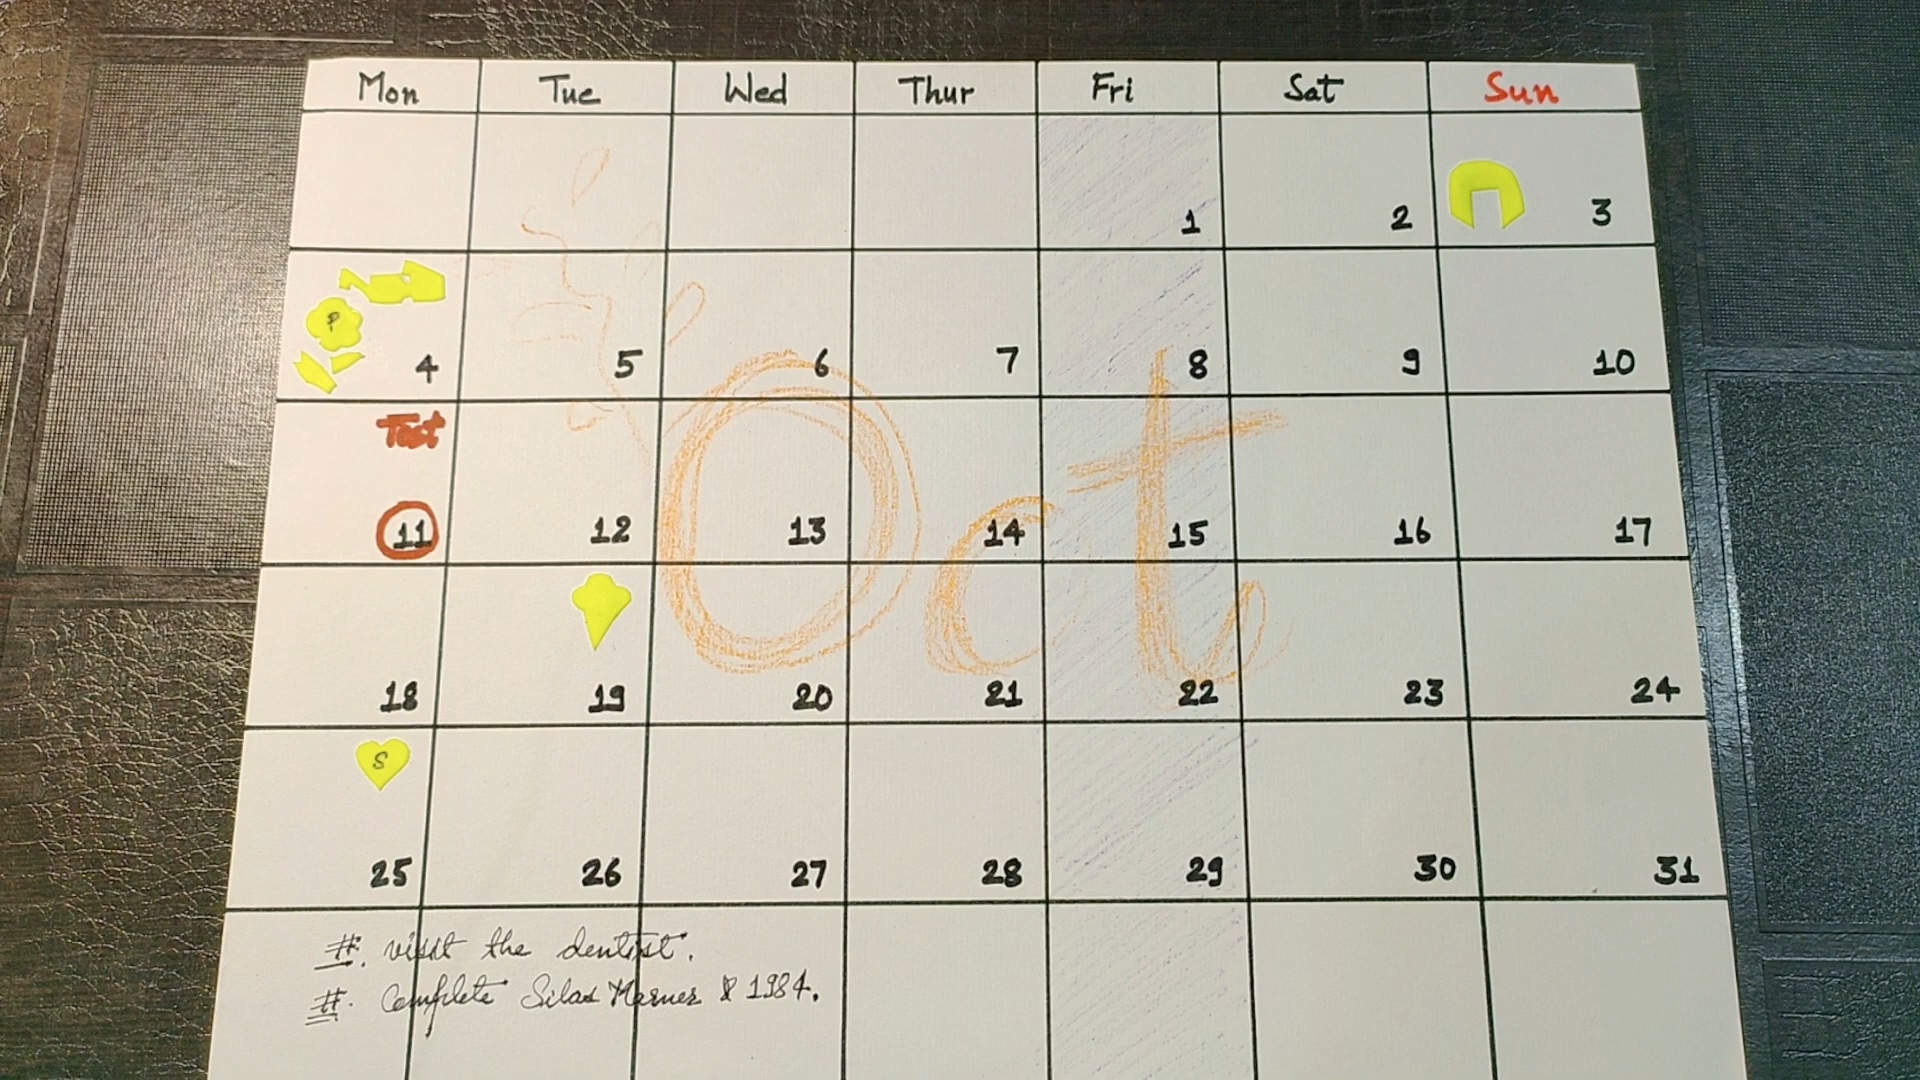 Mon Tue Wed Thur Fri Sat Sun
1 2 3
P
4 5 6 7 8 9 10
Test
11 12 13 14 15 16 17
Oct
18 19 20 21 22 23 24
S
25 26 27 28 29 30 31
#. visit the dentist.
#. Complete Silas Marner & 1984.